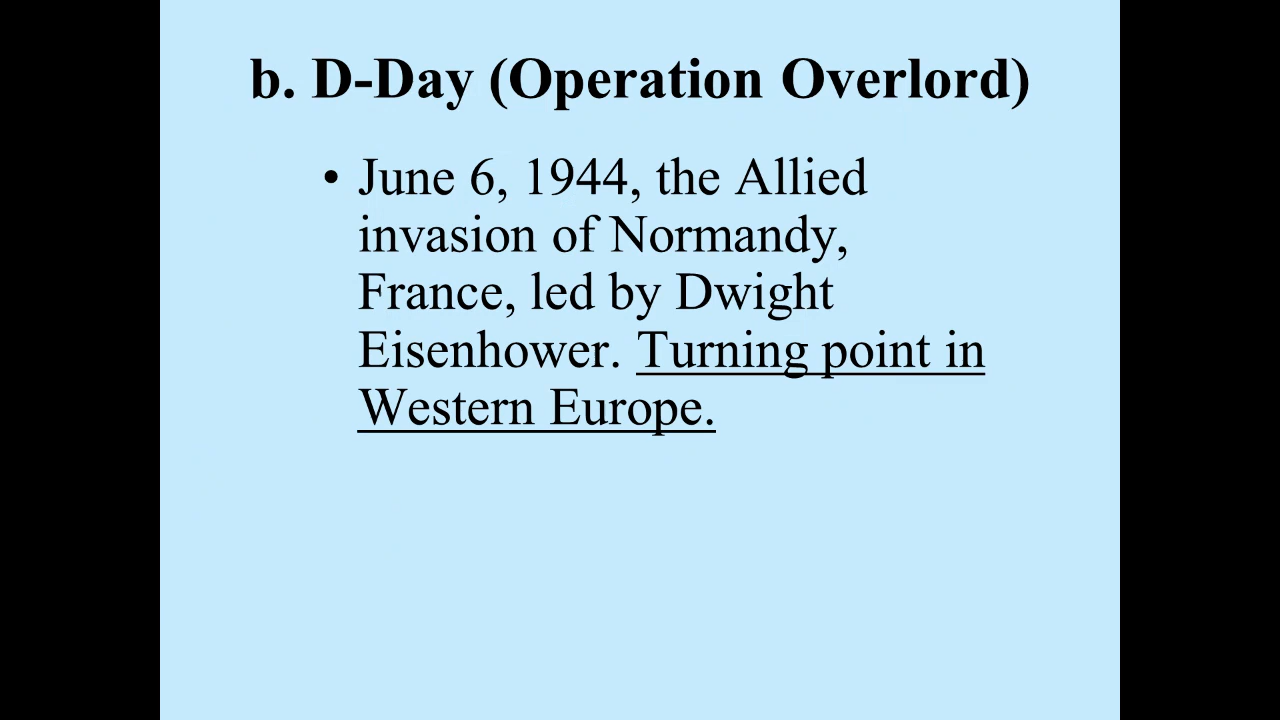 b. D-Day (Operation Overlord)
• June 6, 1944, the Allied
invasion of Normandy,
France, led by Dwight
Eisenhower. Turning point in
Western Europe.